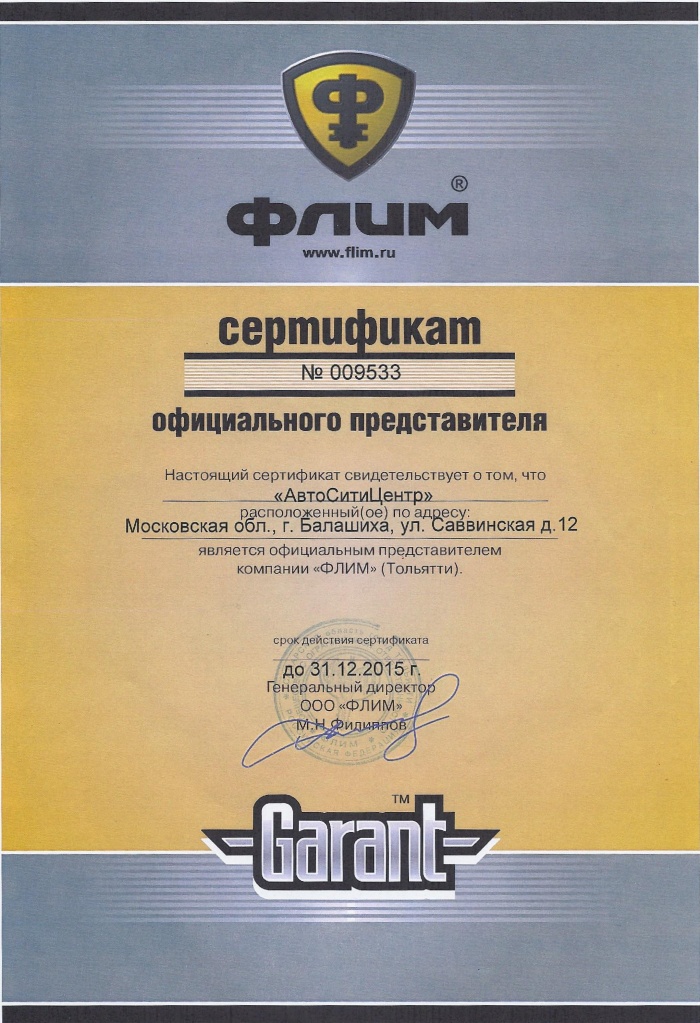 Ф
®
ФЛИМ
www.flim.ru
сертификат
№ 009533
официального представителя
Настоящий сертификат свидетельствует о том, что
«АвтоСитиЦентр»
расположенный(ое) по адресу:
Московская обл., г. Балашиха, ул. Саввинская д.12
является официальным представителем
компании «ФЛИМ» (Тольятти).
срок действия сертификата
до 31.12.2015 г.
Генеральный директор
ООО «ФЛИМ»
М.Н.Филиппов
ФЛИМ
TM
Garant